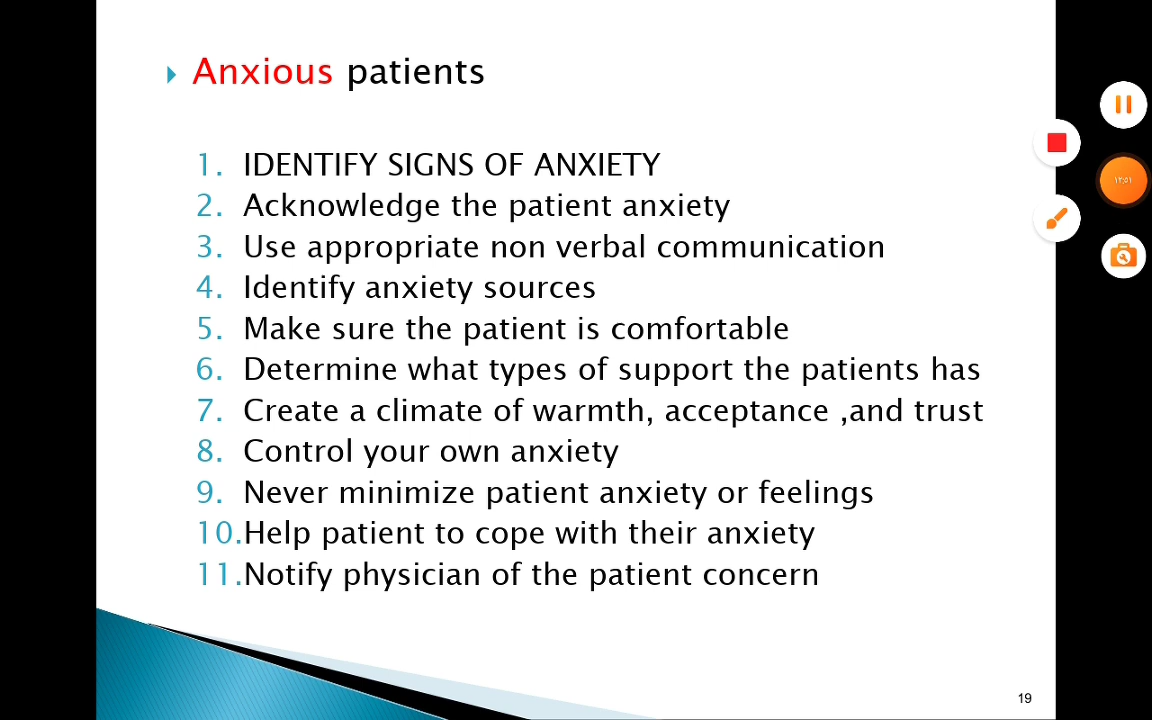 Anxious patients
1. IDENTIFY SIGNS OF ANXIETY
2. Acknowledge the patient anxiety
3. Use appropriate non verbal communication
4. Identify anxiety sources
5. Make sure the patient is comfortable
6. Determine what types of support the patients has
7. Create a climate of warmth, acceptance ,and trust
8. Control your own anxiety
9. Never minimize patient anxiety or feelings
10.Help patient to cope with their anxiety
11.Notify physician of the patient concern
١٢:٥١
19